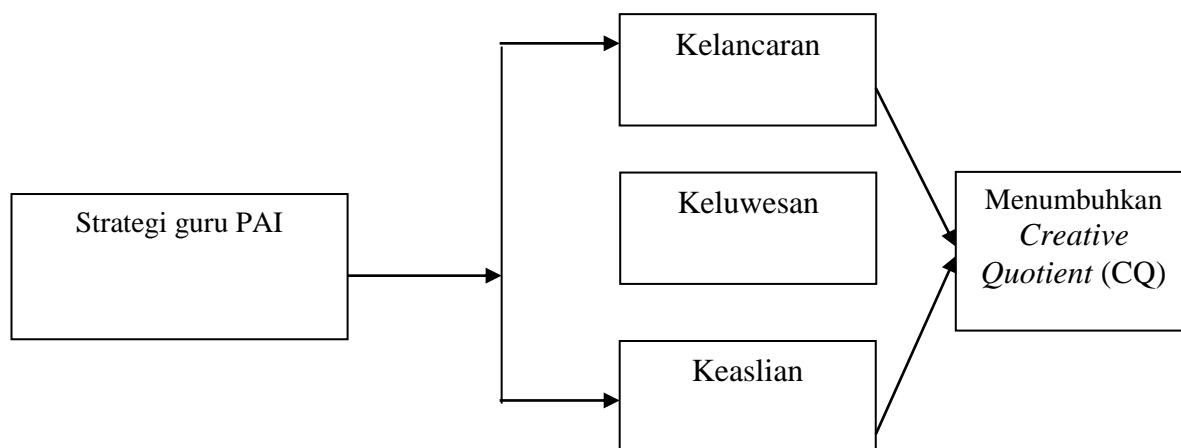 Strategi guru PAI
Kelancaran
Keluwesan
Keaslian
Menumbuhkan
Creative
Quotient (CQ)